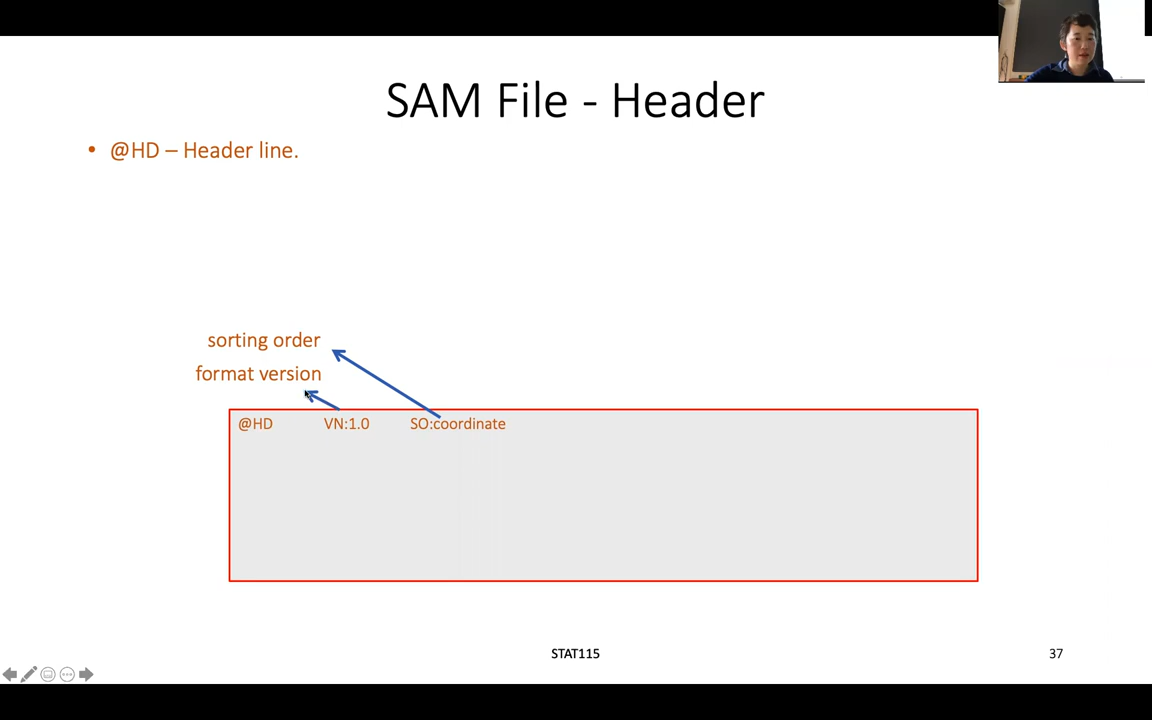 SAM File - Header
• @HD – Header line.
sorting order
format version
@HD VN:1.0 SO:coordinate
STAT115
37